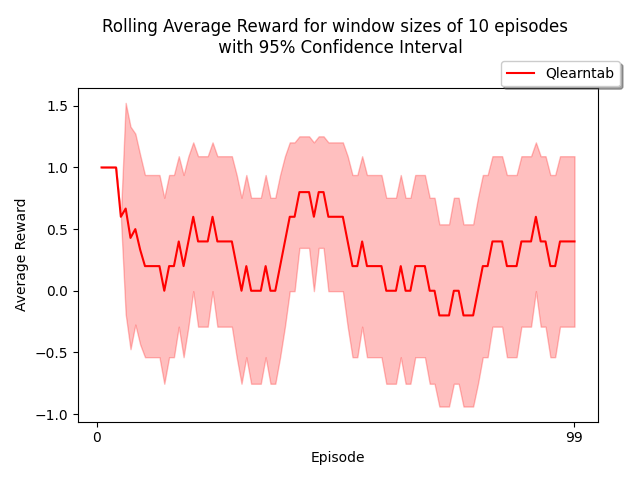 Rolling Average Reward for window sizes of 10 episodes
with 95% Confidence Interval
Qlearntab
1.5
1.0
0.5
0.0
−0.5
−1.0
Average Reward
0
99
Episode